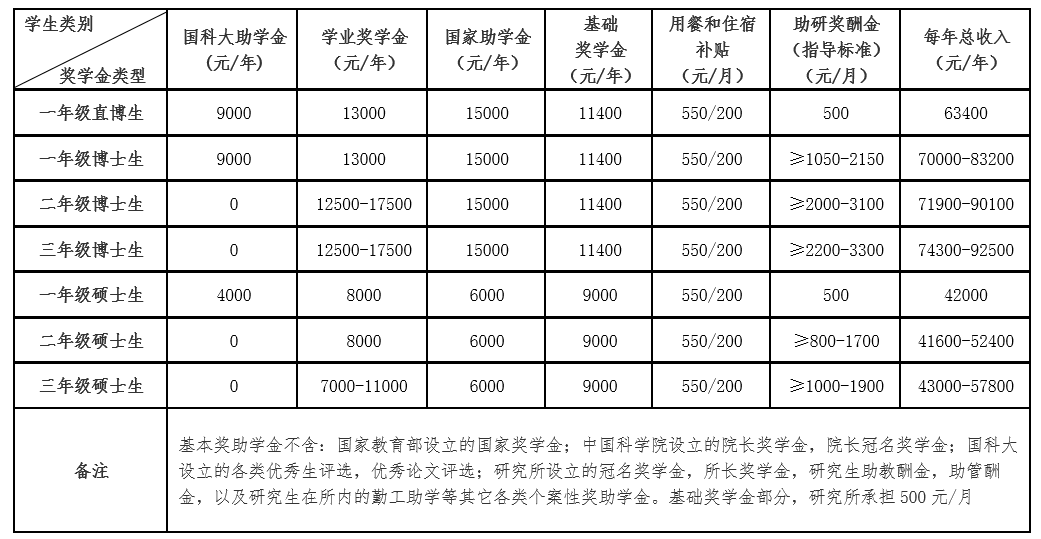 学生类别
奖学金类型
国科大助学金
(元/年)
学业奖学金
（元/年）
国家助学金
（元/年）
基础
奖学金
（元/年）
用餐和住宿
补贴
（元/月）
助研奖酬金
（指导标准）
（元/月）
每年总收入
（元/年）
一年级直博生 9000 13000 15000 11400 550/200 500 63400
一年级博士生 9000 13000 15000 11400 550/200 ≥1050-2150 70000-83200
二年级博士生 0 12500-17500 15000 11400 550/200 ≥2000-3100 71900-90100
三年级博士生 0 12500-17500 15000 11400 550/200 ≥2200-3300 74300-92500
一年级硕士生 4000 8000 6000 9000 550/200 500 42000
二年级硕士生 0 8000 6000 9000 550/200 ≥800-1700 41600-52400
三年级硕士生 0 7000-11000 6000 9000 550/200 ≥1000-1900 43000-57800
备注
基本奖助学金不含：国家教育部设立的国家奖学金；中国科学院设立的院长奖学金，院长冠名奖学金；国科大
设立的各类优秀生评选，优秀论文评选；研究所设立的冠名奖学金，所长奖学金，研究生助教酬金，助管酬
金，以及研究生在所内的勤工助学等其它各类个案性奖助学金。基础奖学金部分，研究所承担 500 元/月